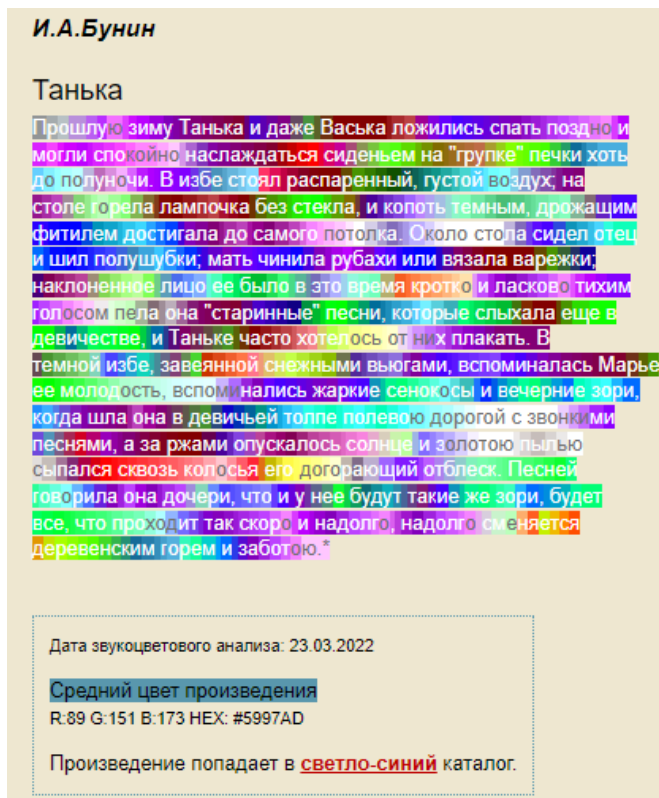 И.А.Бунин
Танька
Прошлую зиму Танька и даже Васька ложились спать поздно и
могли спокойно наслаждаться сиденьем на "групке" печки хоть
до полуночи. В избе стоял распаренный, густой воздух; на
столе горела лампочка без стекла, и копоть темным, дрожащим
фитилем достигала до самого потолка. Около стола сидел отец
и шил полушубки; мать чинила рубахи или вязала варежки;
наклоненное лицо ее было в это время кротко и ласково тихим
голосом пела она "старинные" песни, которые слыхала еще в
девичестве, и Таньке часто хотелось от них плакать. В
темной избе, завеянной снежными вьюгами, вспоминалась Марье
ее молодость, вспоминались жаркие сенокосы и вечерние зори,
когда шла она в девичьей толпе полевою дорогой с звонкими
песнями, а за ржами опускалось солнце и золотою пылью
сыпался сквозь колосья его догорающий отблеск. Песней
говорила она дочери, что и у нее будут такие же зори, будет
все, что проходит так скоро и надолго, надолго сменяется
деревенским горем и заботою.*
Дата звукоцветового анализа: 23.03.2022
Средний цвет произведения
R:89 G:151 B:173 HEX: #5997AD
Произведение попадает в светло-синий каталог.